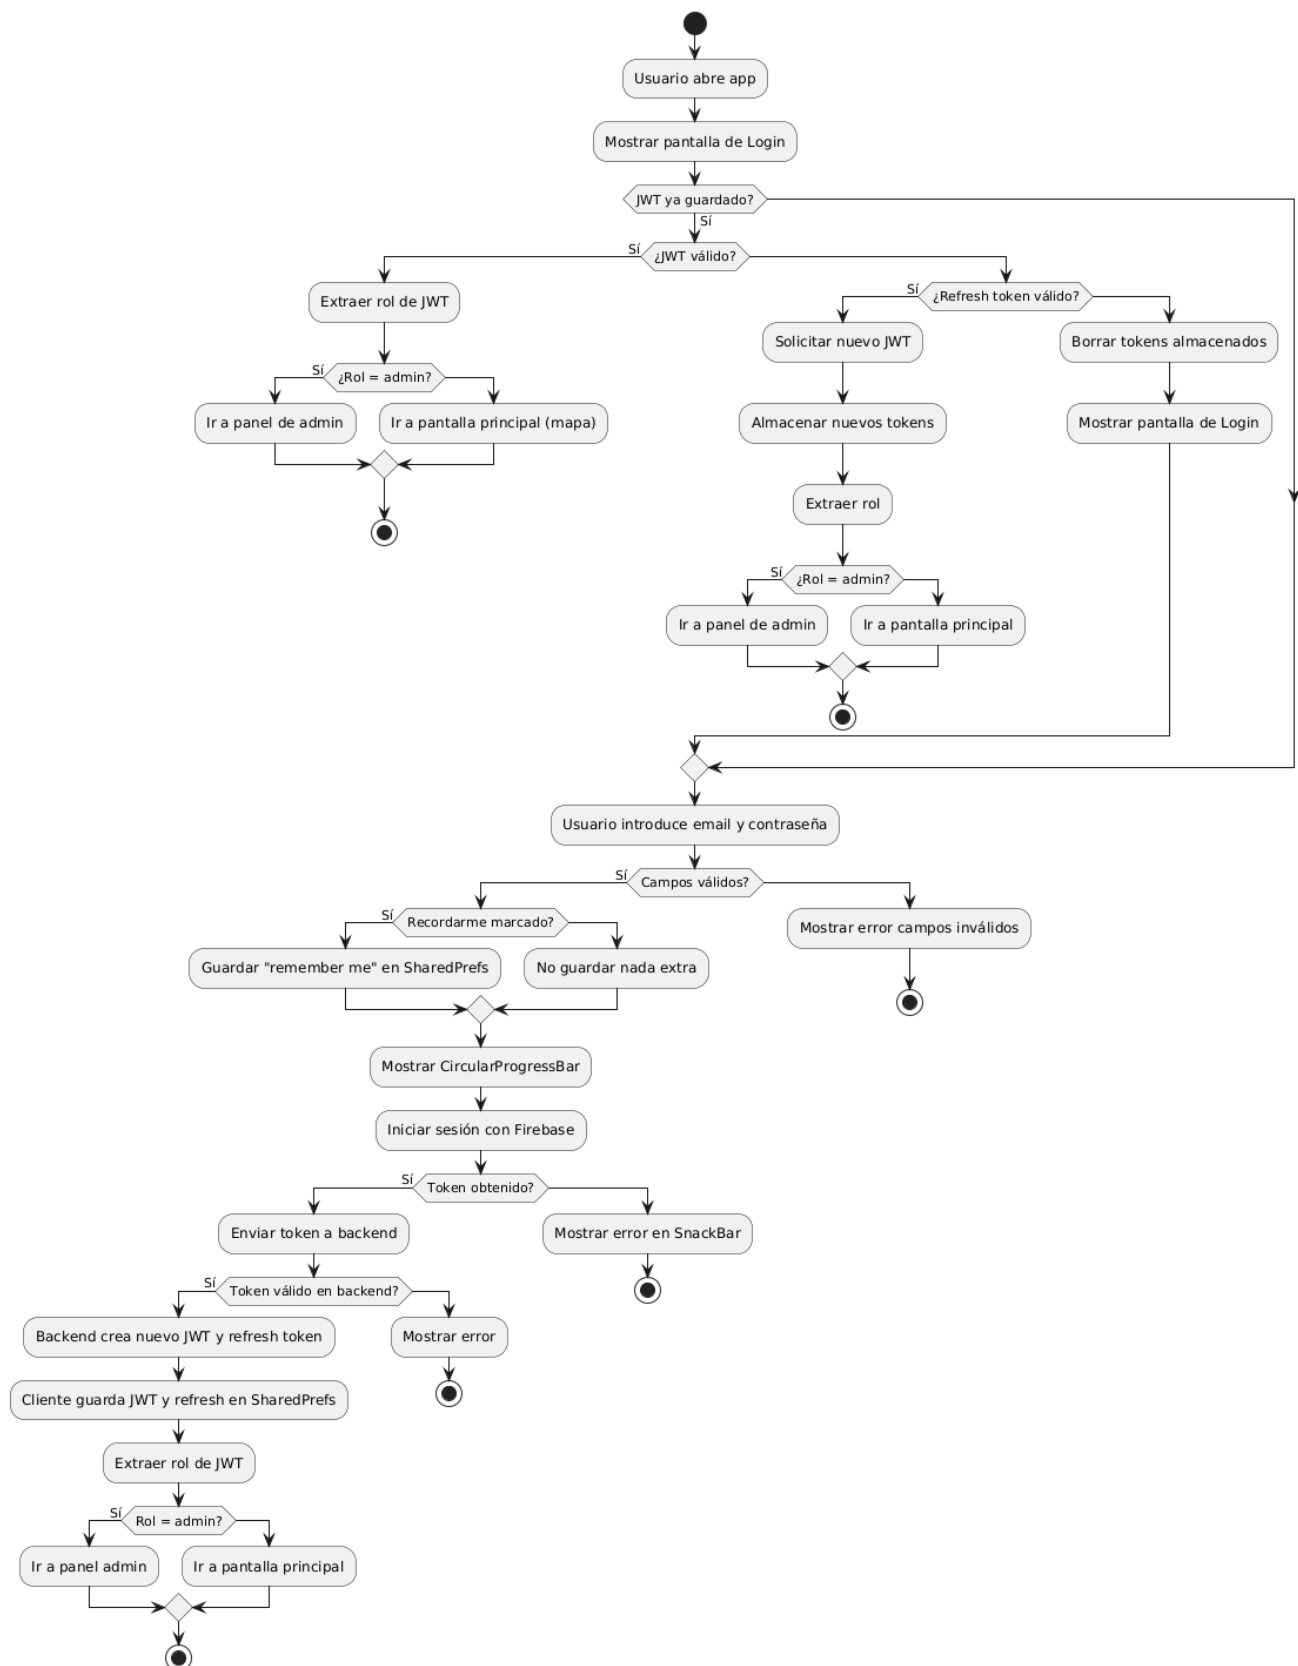 Usuario abre app
Mostrar pantalla de Login
JWT ya guardado?
Sí
Sí
¿JWT válido?
Extraer rol de JWT
Sí
¿Rol = admin?
Ir a panel de admin
Ir a pantalla principal (mapa)
Sí
¿Refresh token válido?
Solicitar nuevo JWT
Almacenar nuevos tokens
Extraer rol
Sí
¿Rol = admin?
Ir a panel de admin
Ir a pantalla principal
Borrar tokens almacenados
Mostrar pantalla de Login
Usuario introduce email y contraseña
Sí
Campos válidos?
Sí
Recordarme marcado?
Guardar "remember me" en SharedPrefs
No guardar nada extra
Mostrar error campos inválidos
Mostrar CircularProgressBar
Iniciar sesión con Firebase
Sí
Token obtenido?
Enviar token a backend
Mostrar error en SnackBar
Sí
Token válido en backend?
Backend crea nuevo JWT y refresh token
Mostrar error
Cliente guarda JWT y refresh en SharedPrefs
Extraer rol de JWT
Sí
Rol = admin?
Ir a panel admin
Ir a pantalla principal